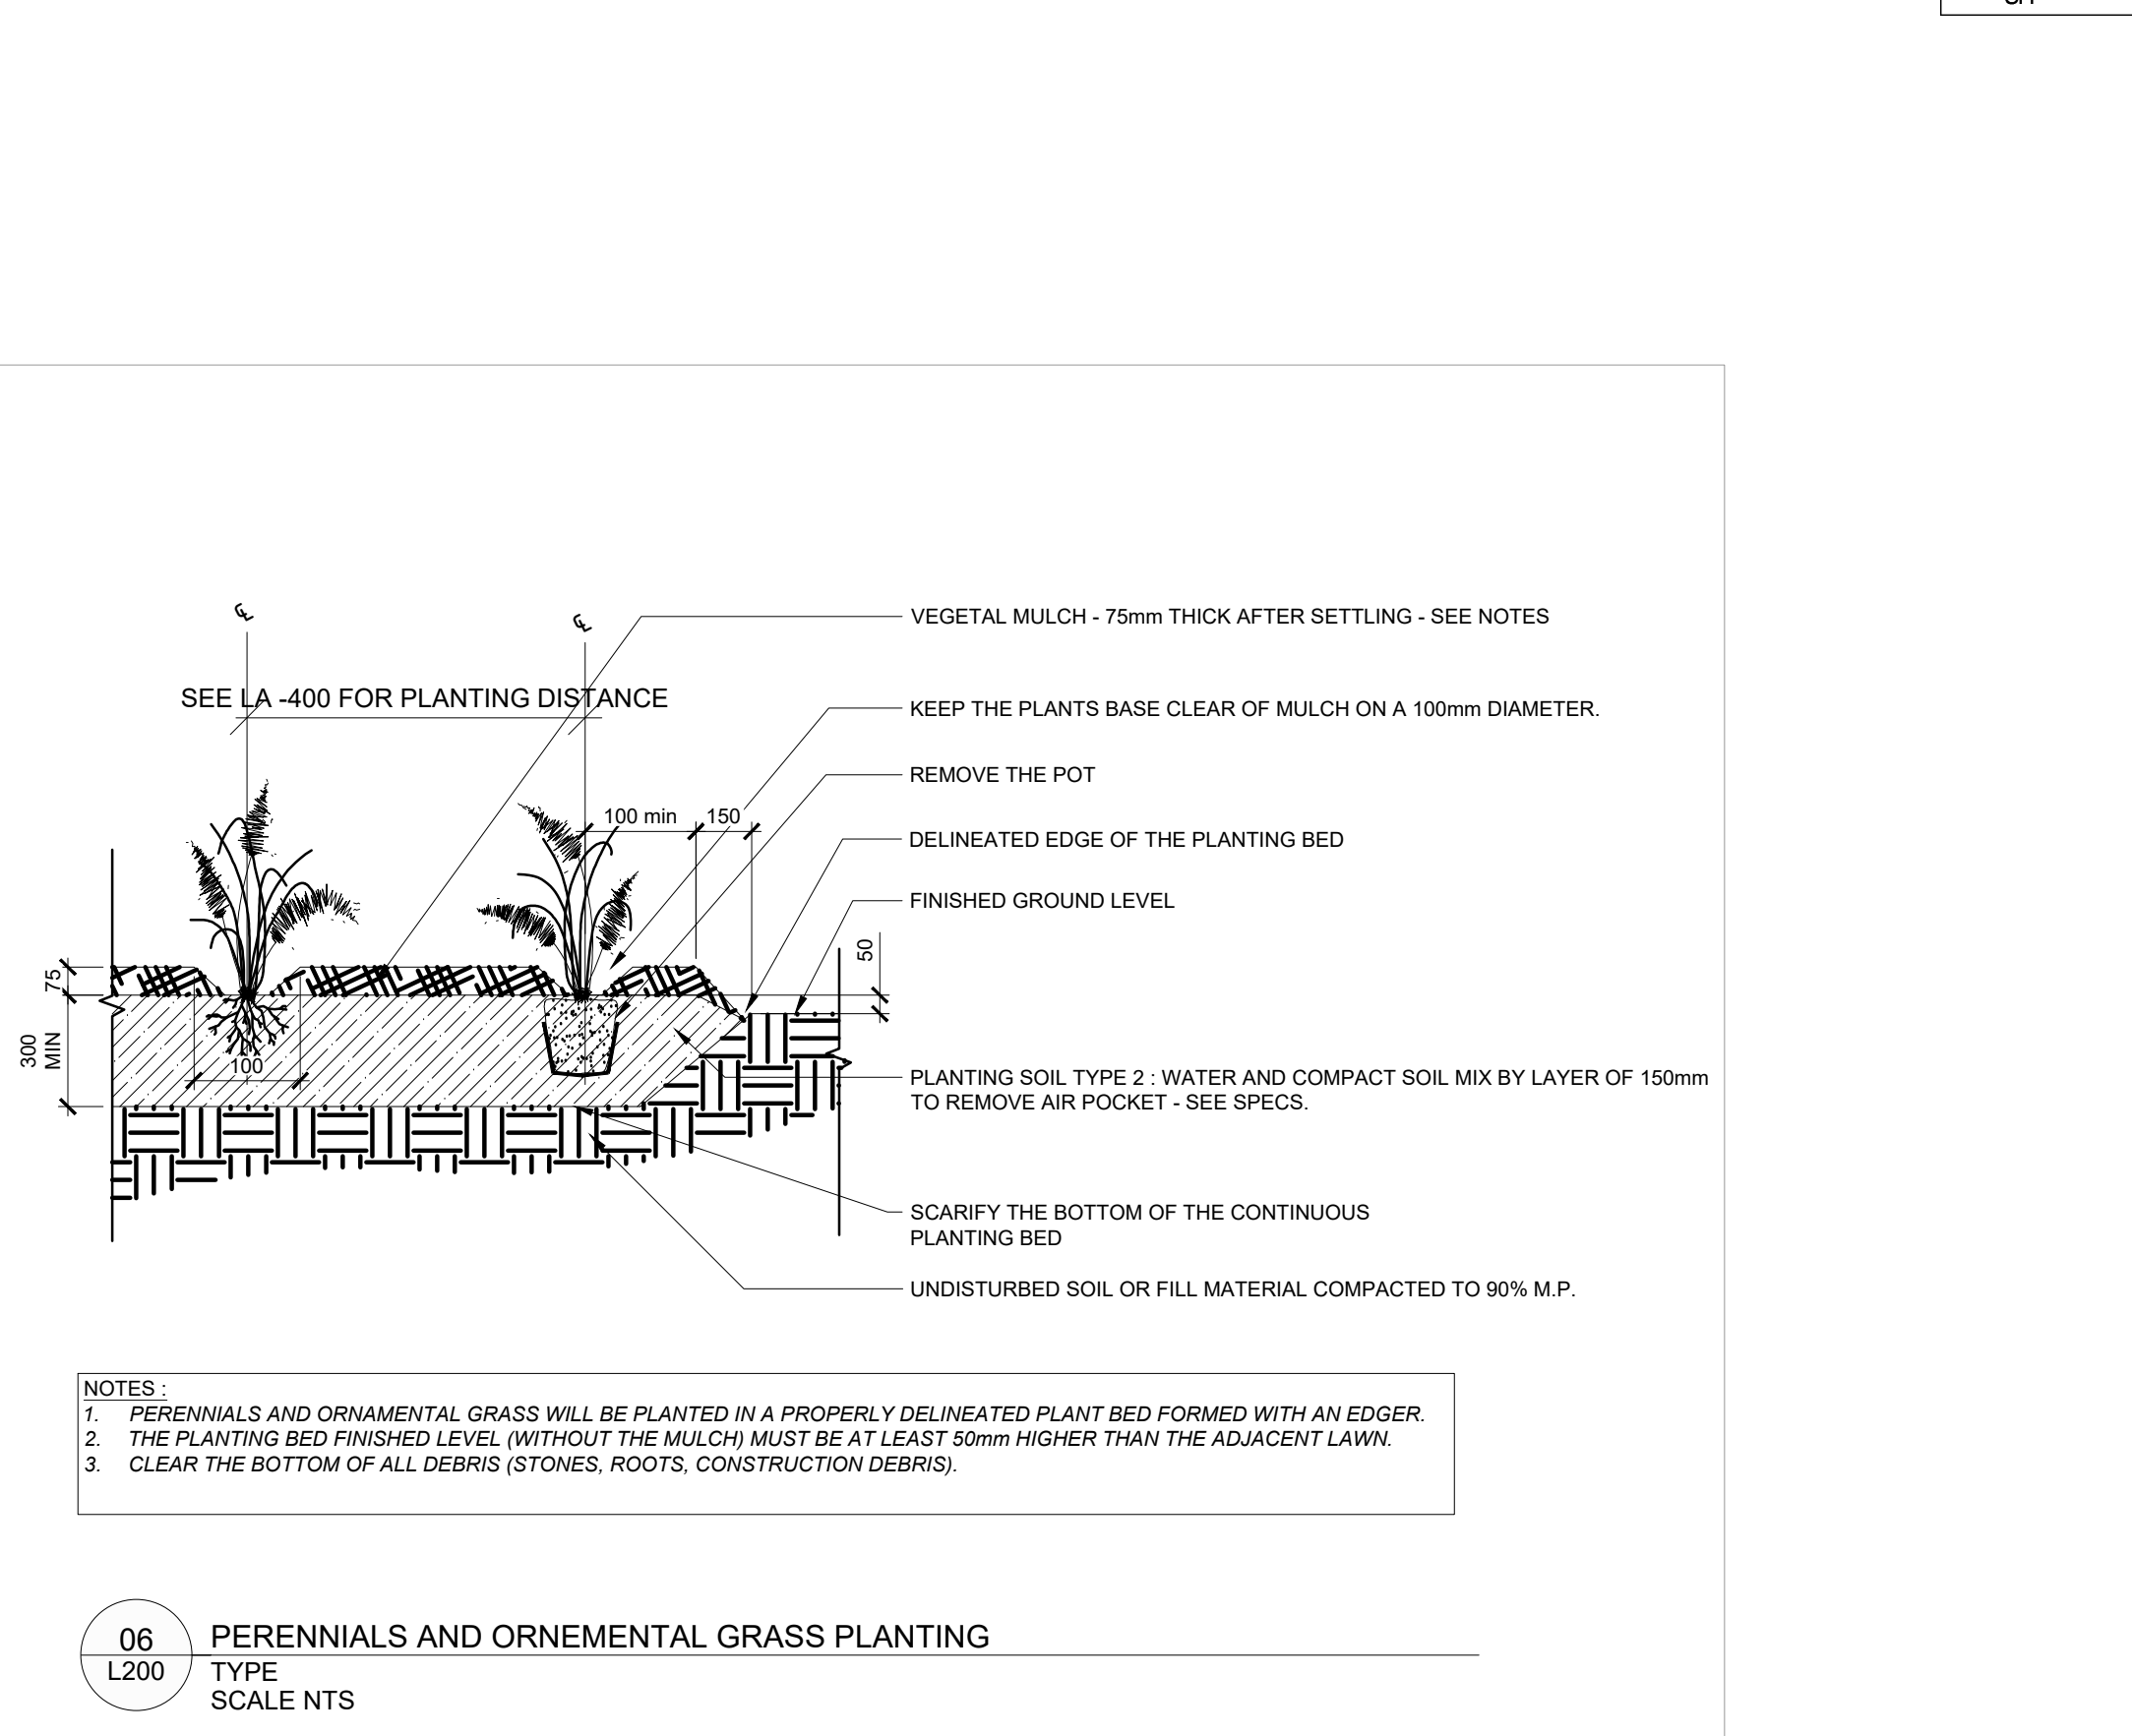 VEGETAL MULCH - 75mm THICK AFTER SETTLING - SEE NOTES
SEE LA -400 FOR PLANTING DISTANCE
KEEP THE PLANTS BASE CLEAR OF MULCH ON A 100mm DIAMETER.
REMOVE THE POT
100 min
150
DELINEATED EDGE OF THE PLANTING BED
FINISHED GROUND LEVEL
50
75
300
MIN
100
PLANTING SOIL TYPE 2 : WATER AND COMPACT SOIL MIX BY LAYER OF 150mm
TO REMOVE AIR POCKET - SEE SPECS.
SCARIFY THE BOTTOM OF THE CONTINUOUS
PLANTING BED
UNDISTURBED SOIL OR FILL MATERIAL COMPACTED TO 90% M.P.
NOTES :
1. PERENNIALS AND ORNAMENTAL GRASS WILL BE PLANTED IN A PROPERLY DELINEATED PLANT BED FORMED WITH AN EDGER.
2. THE PLANTING BED FINISHED LEVEL (WITHOUT THE MULCH) MUST BE AT LEAST 50mm HIGHER THAN THE ADJACENT LAWN.
3. CLEAR THE BOTTOM OF ALL DEBRIS (STONES, ROOTS, CONSTRUCTION DEBRIS).
06
L200
PERENNIALS AND ORNEMENTAL GRASS PLANTING
TYPE
SCALE NTS